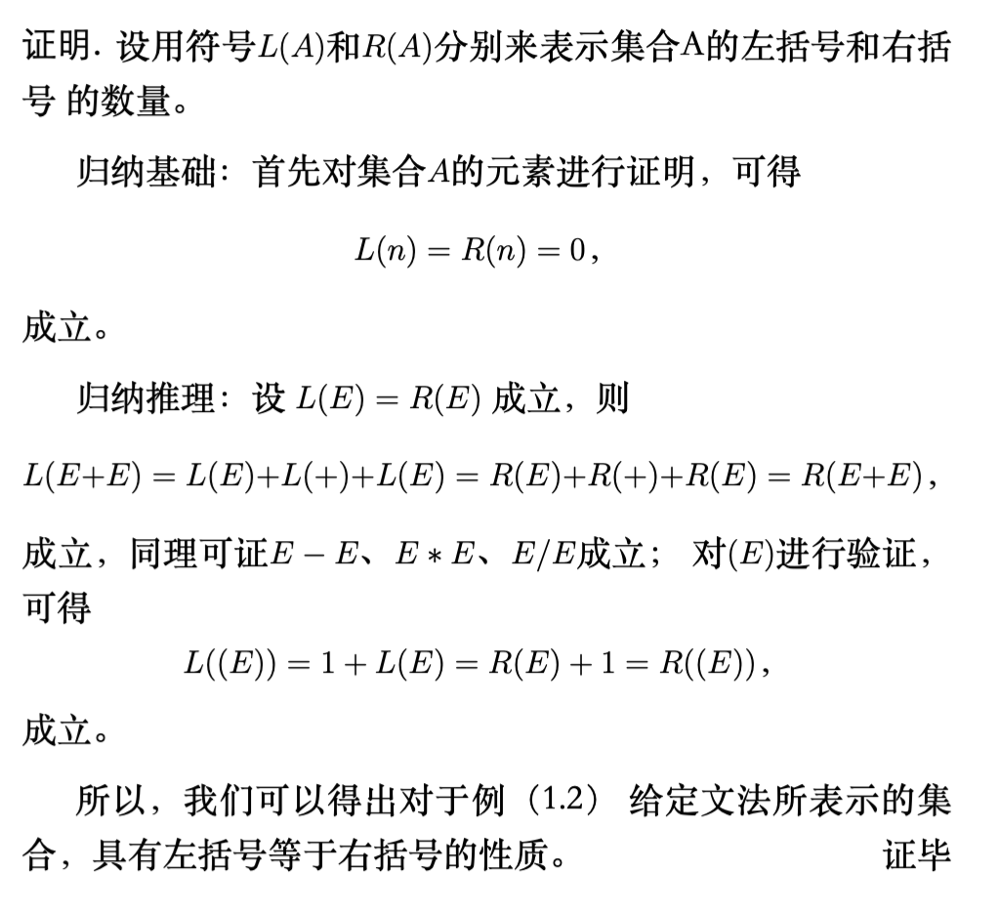 证明. 设用符号L(A)和R(A)分别来表示集合A的左括号和右括
号 的数量。
归纳基础：首先对集合A的元素进行证明，可得
L(n) = R(n) = 0，
成立。
归纳推理：设 L(E) = R(E) 成立，则
L(E+E) = L(E)+L(+)+L(E) = R(E)+R(+)+R(E) = R(E+E)，
成立，同理可证E − E、E ∗ E、E/E成立； 对(E)进行验证，
可得
L((E)) = 1 + L(E) = R(E) + 1 = R((E))，
成立。
所以，我们可以得出对于例（1.2） 给定文法所表示的集
合，具有左括号等于右括号的性质。 证毕